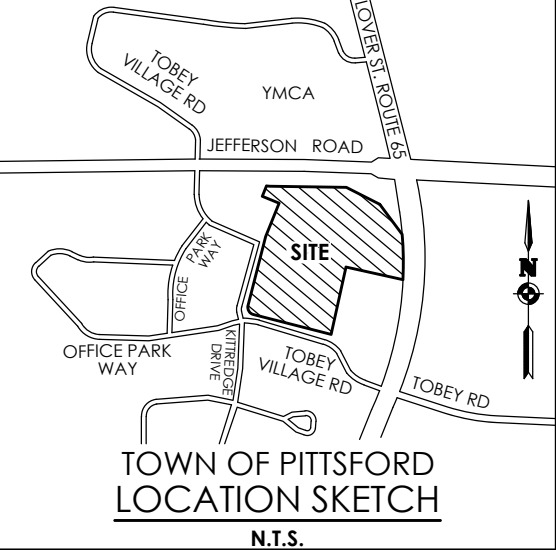 LOVER ST. ROUTE 65
TOBEY
VILLAGE RD
YMCA
JEFFERSON ROAD
SITE
PARK
WAY
OFFICE
N
OFFICE PARK
WAY
KITTREDGE
DRIVE
TOBEY
VILLAGE RD
TOBEY RD
TOWN OF PITTSFORD
LOCATION SKETCH
N.T.S.